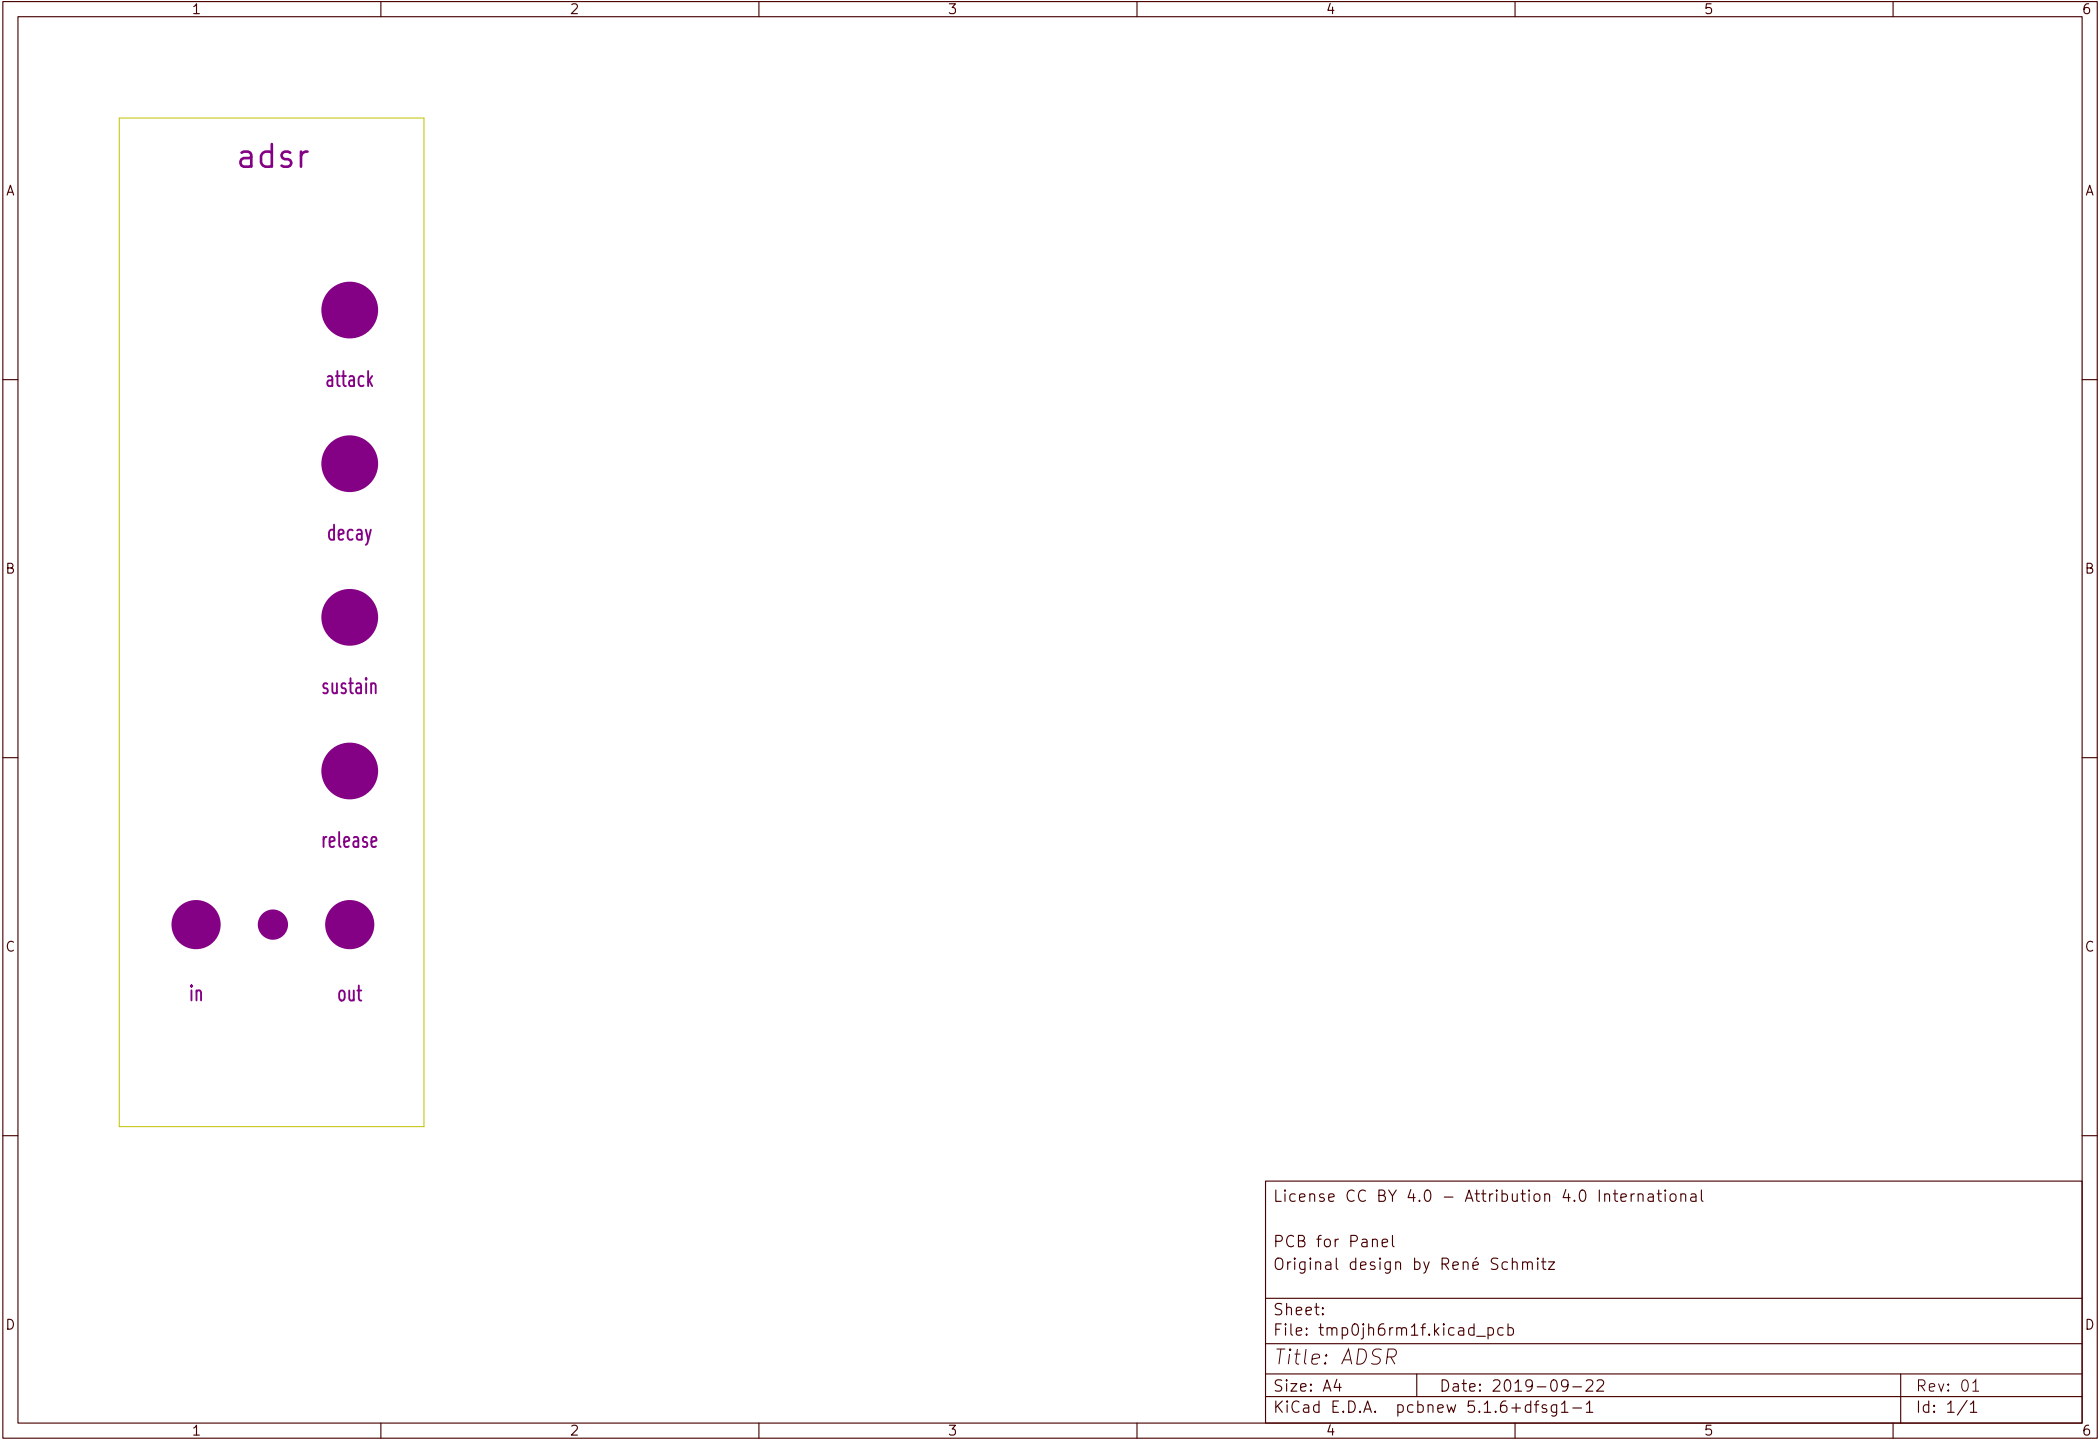 1 2 3 4 5 6
adsr
A A
attack
decay
B B
sustain
release
C C
in out
License CC BY 4.0 - Attribution 4.0 International
PCB for Panel
Original design by René Schmitz
Sheet:
File: tmp0jh6rm1f.kicad_pcb
D D
Title: ADSR
Size: A4 Date: 2019-09-22 Rev: 01
KiCad E.D.A. pcbnew 5.1.6+dfsg1-1 Id: 1/1
1 2 3 4 5 6